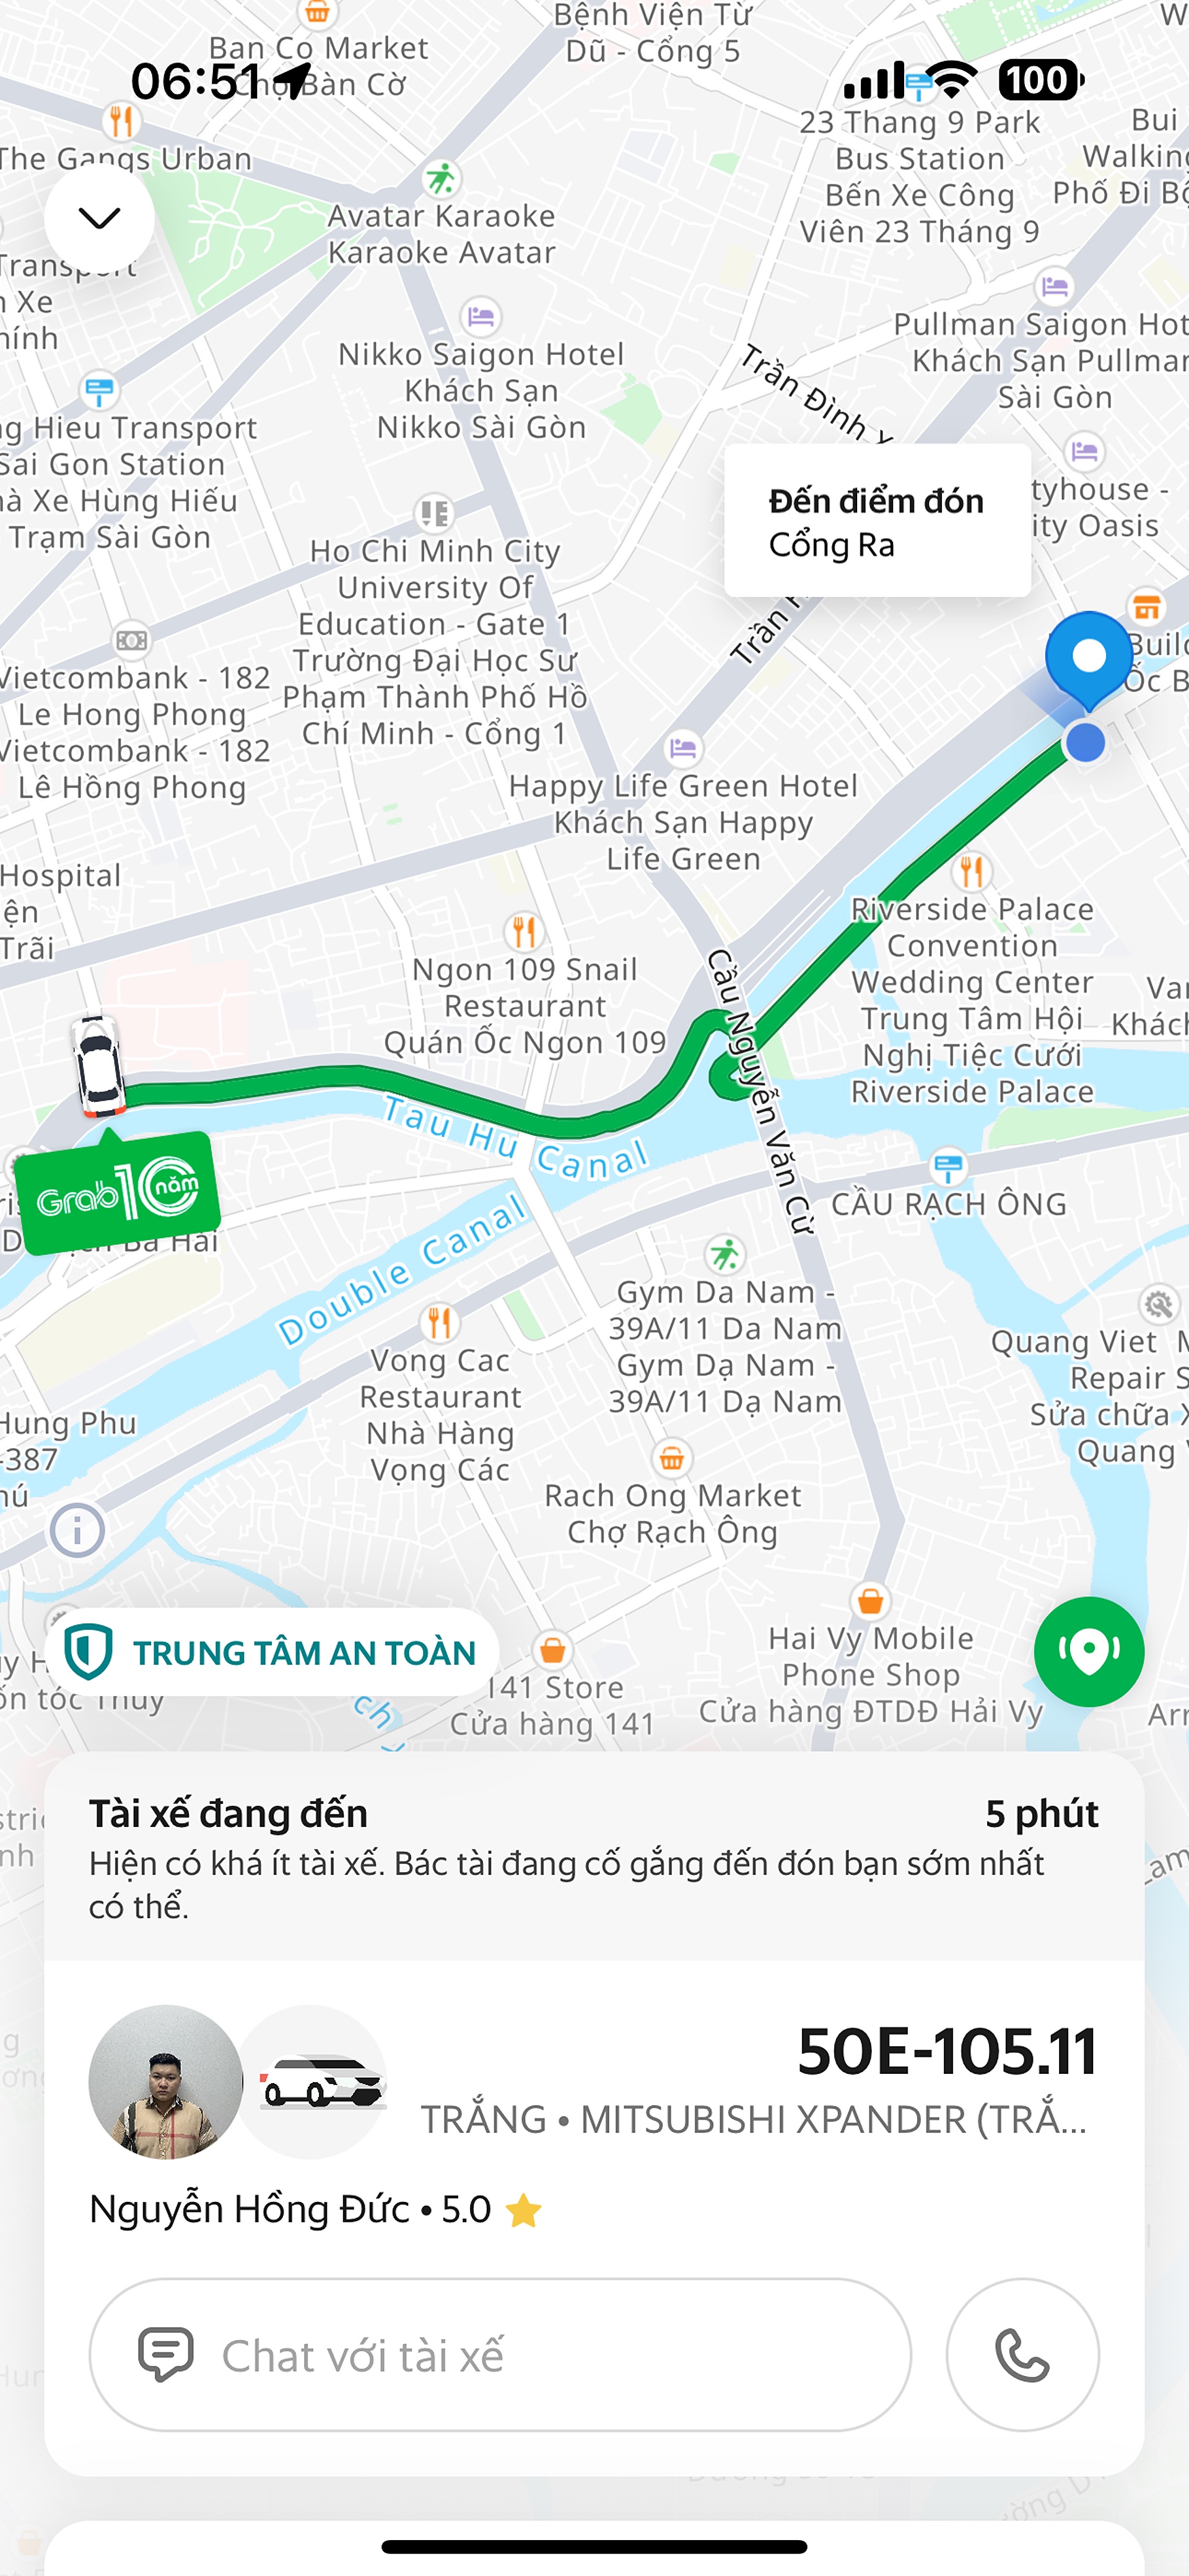 Bệnh Viện Từ
Dũ - Cổng 5
Ban Co Market
Chợ Bàn Cờ
06:51
100
The Gangs Urban
23 Thang 9 Park
Bus Station
Bến Xe Công
Viên 23 Tháng 9
Bui
Walking
Phố Đi Bộ
Avatar Karaoke
Karaoke Avatar
Transport
Xe
Nikko Saigon Hotel
Khách Sạn
Nikko Sài Gòn
Pullman Saigon Hot
Khách Sạn Pullman
Sài Gòn
Trần Đình X
g Hieu Transport
Sai Gon Station
à Xe Hùng Hiếu
Trạm Sài Gòn
Đến điểm đón
Cổng Ra
tyhouse -
ity Oasis
Ho Chi Minh City
University Of
Education - Gate 1
Trường Đại Học Sư
Phạm Thành Phố Hồ
Chí Minh - Cổng 1
Trần
Build
Ốc B
Vietcombank - 182
Le Hong Phong
Vietcombank - 182
Lê Hồng Phong
Happy Life Green Hotel
Khách Sạn Happy
Life Green
Hospital
ện
Trãi
Riverside Palace
Convention
Wedding Center
Trung Tâm Hội
Nghị Tiệc Cưới
Riverside Palace
Ngon 109 Snail
Restaurant
Quán Ốc Ngon 109
Cầu Nguyễn Văn Cừ
Van
Khách
Tau Hu Canal
Grab 10 năm
CẦU RẠCH ÔNG
Ba Hai
Double Canal
Gym Da Nam -
39A/11 Da Nam
Gym Dạ Nam -
39A/11 Dạ Nam
Vong Cac
Restaurant
Nhà Hàng
Vọng Các
Quang Viet M
Repair S
Sửa chữa X
Quang V
Hung Phu
-387
Rach Ong Market
Chợ Rạch Ông
TRUNG TÂM AN TOÀN
Thuy
141 Store
Cửa hàng 141
Hai Vy Mobile
Phone Shop
Cửa hàng ĐTDĐ Hải Vy
Tài xế đang đến
5 phút
Hiện có khá ít tài xế. Bác tài đang cố gắng đến đón bạn sớm nhất
có thể.
50E-105.11
TRẮNG • MITSUBISHI XPANDER (TRẮ...
Nguyễn Hồng Đức • 5.0
Chat với tài xế